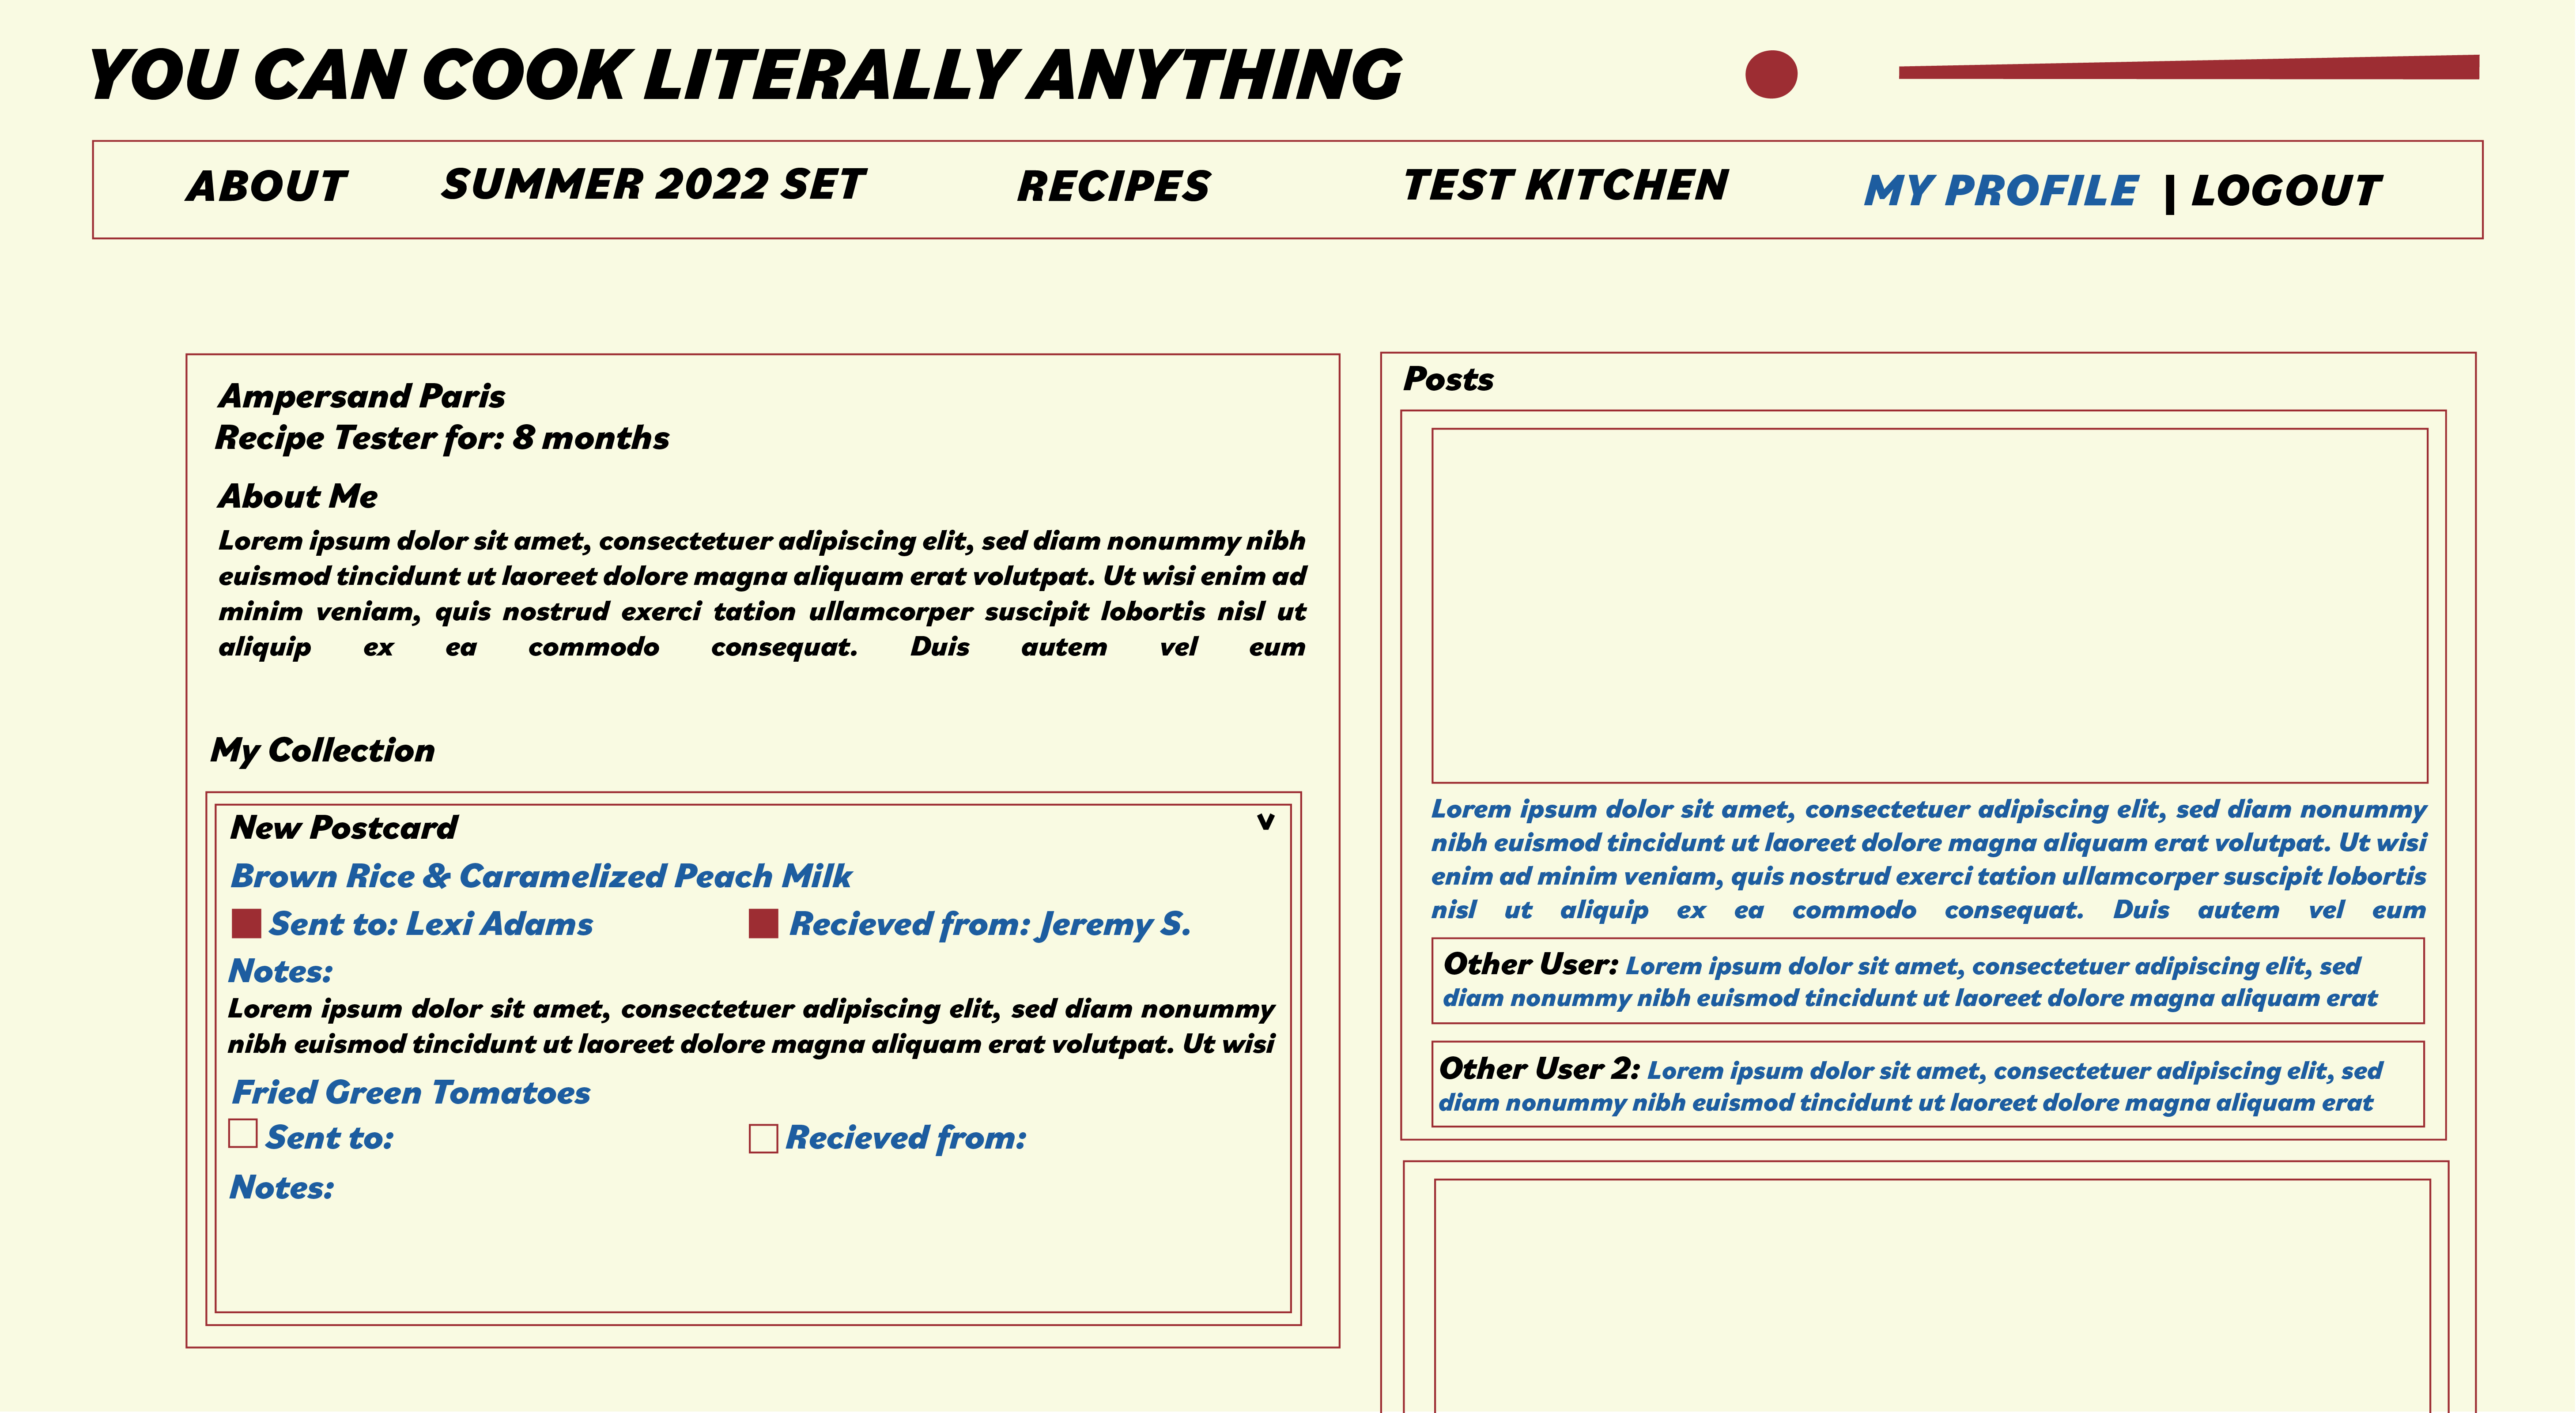 YOU CAN COOK LITERALLY ANYTHING
ABOUT SUMMER 2022 SET RECIPES TEST KITCHEN MY PROFILE | LOGOUT
Ampersand Paris
Recipe Tester for: 8 months
About Me
Lorem ipsum dolor sit amet, consectetuer adipiscing elit, sed diam nonummy nibh
euismod tincidunt ut laoreet dolore magna aliquam erat volutpat. Ut wisi enim ad
minim veniam, quis nostrud exerci tation ullamcorper suscipit lobortis nisl ut
aliquip ex ea commodo consequat. Duis autem vel eum
My Collection
New Postcard v
Brown Rice & Caramelized Peach Milk
Sent to: Lexi Adams Recieved from: Jeremy S.
Notes:
Lorem ipsum dolor sit amet, consectetuer adipiscing elit, sed diam nonummy
nibh euismod tincidunt ut laoreet dolore magna aliquam erat volutpat. Ut wisi
Fried Green Tomatoes
Sent to: Recieved from:
Notes:
Posts
Lorem ipsum dolor sit amet, consectetuer adipiscing elit, sed diam nonummy
nibh euismod tincidunt ut laoreet dolore magna aliquam erat volutpat. Ut wisi
enim ad minim veniam, quis nostrud exerci tation ullamcorper suscipit lobortis
nisl ut aliquip ex ea commodo consequat. Duis autem vel eum
Other User: Lorem ipsum dolor sit amet, consectetuer adipiscing elit, sed
diam nonummy nibh euismod tincidunt ut laoreet dolore magna aliquam erat
Other User 2: Lorem ipsum dolor sit amet, consectetuer adipiscing elit, sed
diam nonummy nibh euismod tincidunt ut laoreet dolore magna aliquam erat